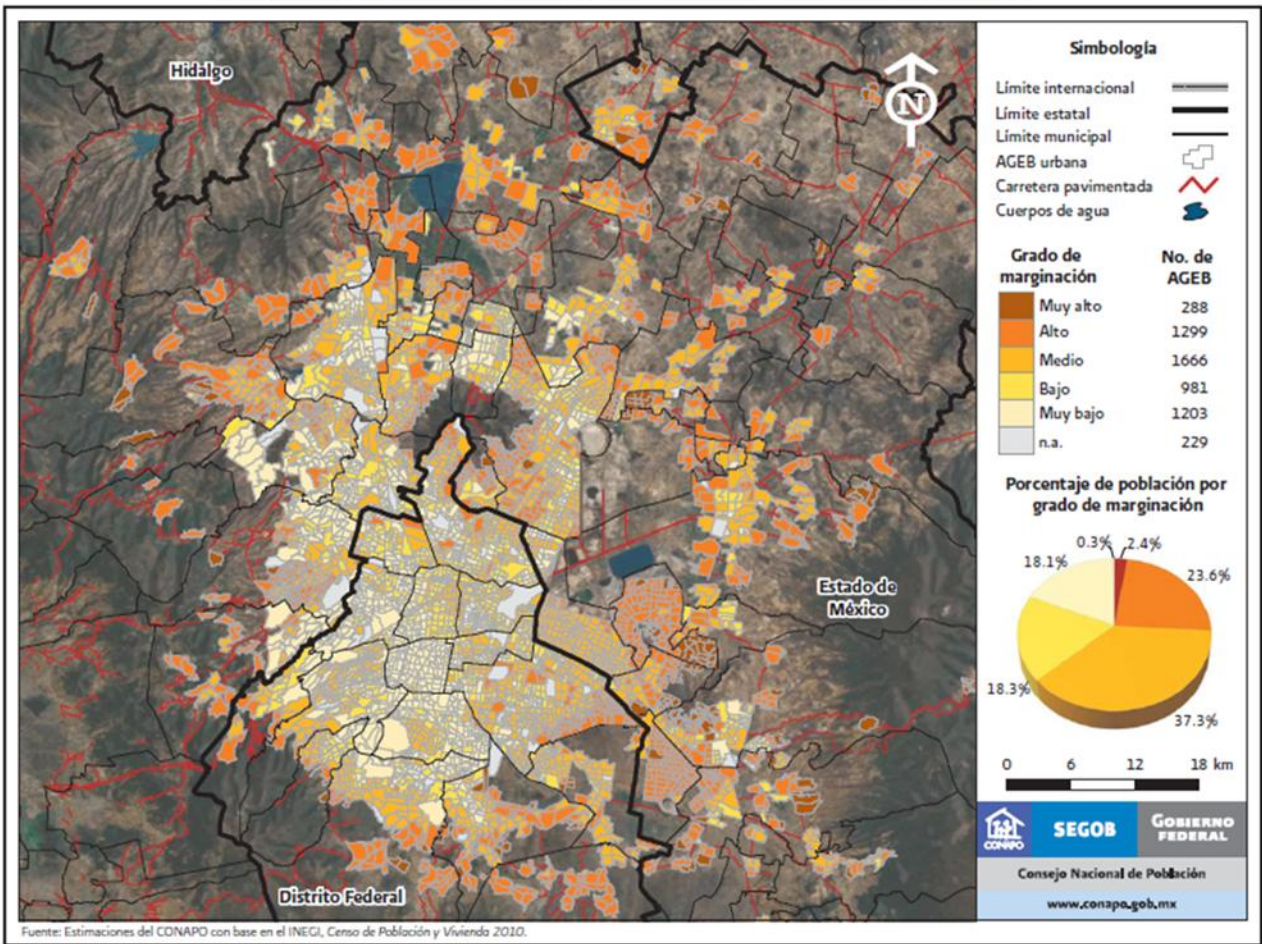 Hidalgo
N
Estado de
México
Distrito Federal
Simbología
Límite internacional
Límite estatal
Límite municipal
AGEB urbana
Carretera pavimentada
Cuerpos de agua
Grado de marginación
No. de AGEB
Muy alto 288
Alto 1299
Medio 1666
Bajo 981
Muy bajo 1203
n.a. 229
Porcentaje de población por
grado de marginación
0.3%
2.4%
18.1%
23.6%
18.3%
37.3%
0 6 12 18 km
CONAPO
SEGOB
GOBIERNO
FEDERAL
Consejo Nacional de Población
www.conapo.gob.mx
Fuente: Estimaciones del CONAPO con base en el INEGI, Censo de Población y Vivienda 2010.